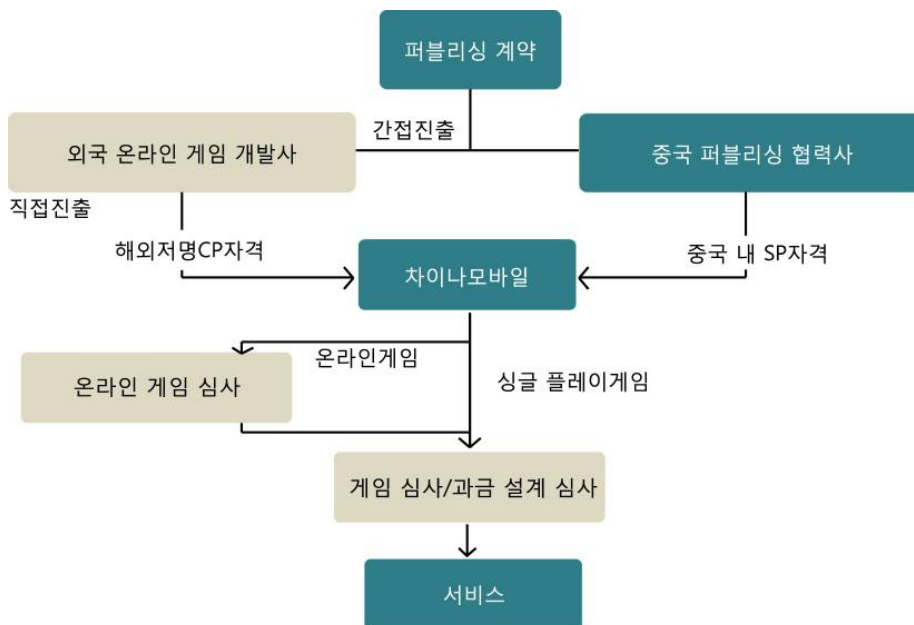 퍼블리싱 계약
간접진출
외국 온라인 게임 개발사
중국 퍼블리싱 협력사
직접진출
해외저명CP자격
중국 내 SP자격
차이나모바일
온라인게임
싱글 플레이게임
온라인 게임 심사
게임 심사/과금 설계 심사
서비스